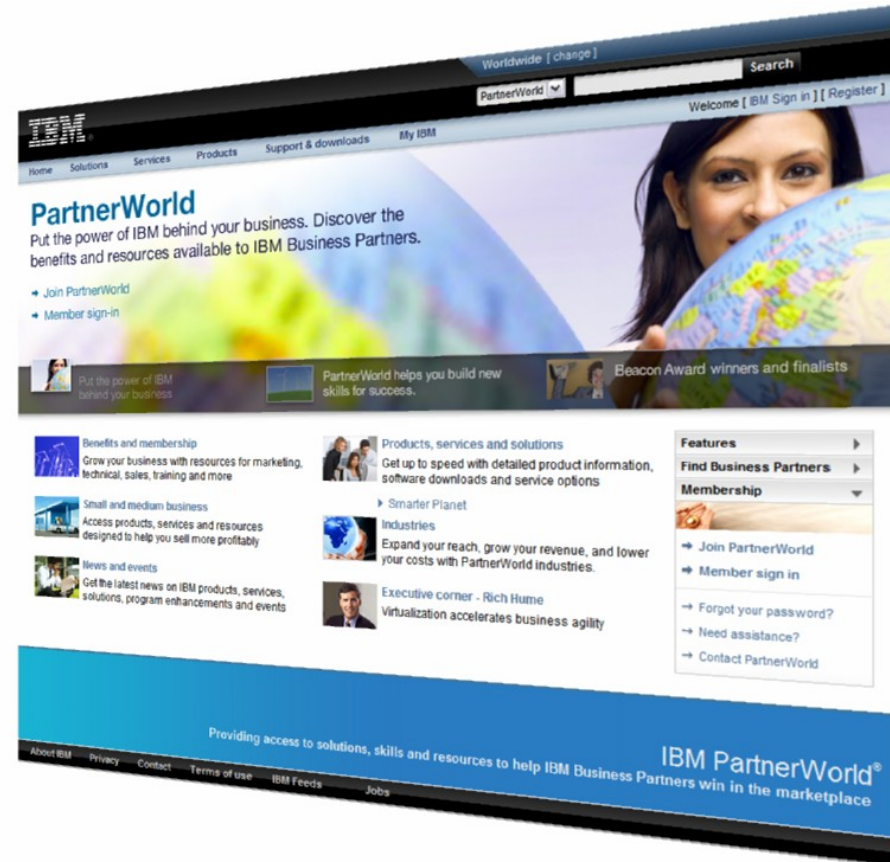 Worldwide [ change ]
PartnerWorld
Search
IBM®
Welcome [ IBM Sign in ] [ Register ]
Home Solutions Services Products Support & downloads My IBM
PartnerWorld
Put the power of IBM behind your business. Discover the
benefits and resources available to IBM Business Partners.
Join PartnerWorld
Member sign-in
Put the power of IBM
behind your business
PartnerWorld helps you build new
skills for success.
Beacon Award winners and finalists
Benefits and membership
Grow your business with resources for marketing,
technical, sales, training and more
Small and medium business
Access products, services and resources
designed to help you sell more profitably
News and events
Get the latest news on IBM products, services,
solutions, program enhancements and events
Products, services and solutions
Get up to speed with detailed product information,
software downloads and service options
Smarter Planet
Industries
Expand your reach, grow your revenue, and lower
your costs with PartnerWorld industries.
Executive corner - Rich Hume
Virtualization accelerates business agility
Features
Find Business Partners
Membership
Join PartnerWorld
Member sign in
Forgot your password?
Need assistance?
Contact PartnerWorld
IBM PartnerWorld®
Providing access to solutions, skills and resources to help IBM Business Partners win in the marketplace
About IBM Privacy Contact Terms of use IBM Feeds Jobs